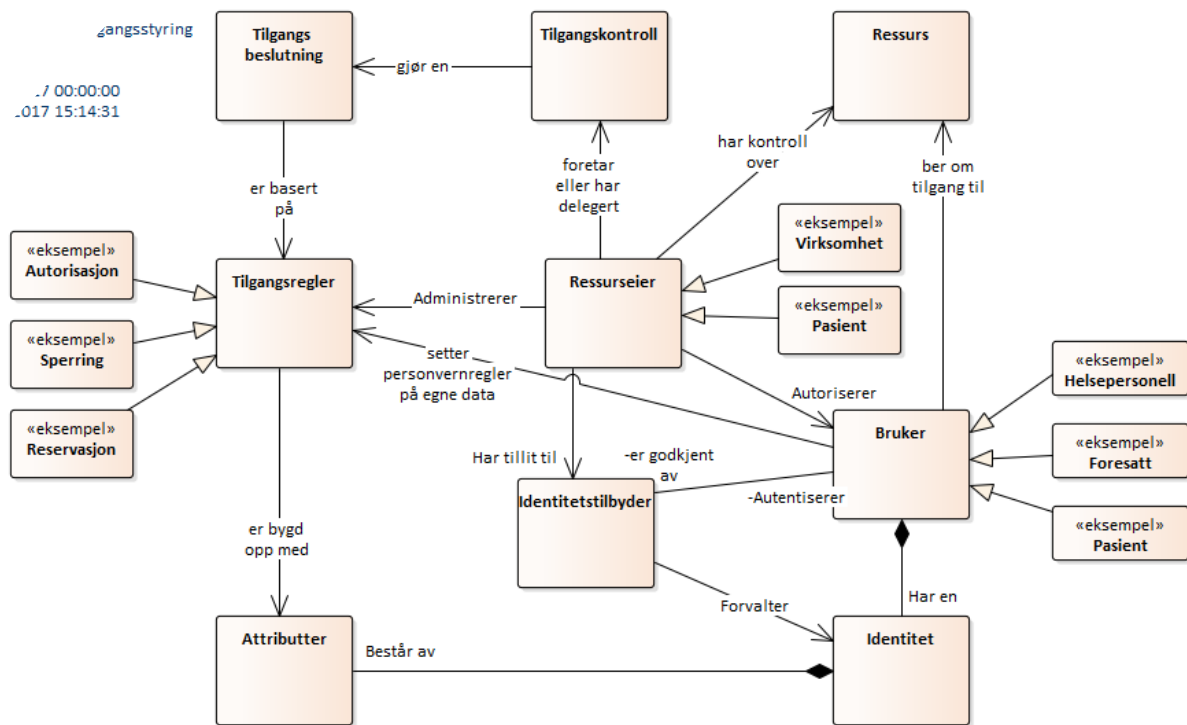 Tilgangs
beslutning
gjør en
Tilgangskontroll
Ressurs
00:00:00
15:14:31
er basert
på
foretar
eller har
delegert
har kontroll
over
ber om
tilgang til
«eksempel»
Autorisasjon
«eksempel»
Sperring
«eksempel»
Reservasjon
Tilgangsregler
Administrerer
Ressurseier
«eksempel»
Virksomhet
«eksempel»
Pasient
setter
personvernregler
på egne data
Autoriserer
«eksempel»
Helsepersonell
«eksempel»
Foresatt
«eksempel»
Pasient
Bruker
Har tillit til
-er godkjent
av
-Autentiserer
Identitetstilbyder
er bygd
opp med
Forvalter
Har en
Attributter
Består av
Identitet